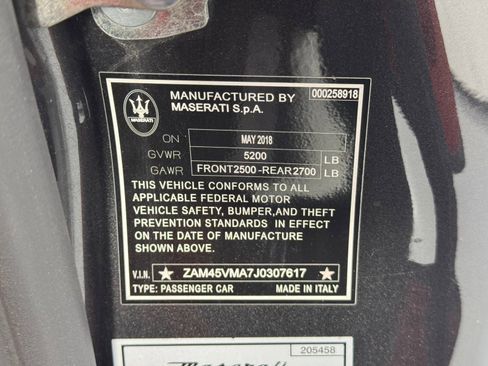 MANUFACTURED BY 000258918
MASERATI S.p.A.
MASERATI
ON MAY 2018
GVWR 5200 LB
GAWR FRONT2500 -REAR2700 LB
THIS VEHICLE CONFORMS TO ALL
APPLICABLE FEDERAL MOTOR
VEHICLE SAFETY, BUMPER,AND THEFT
PREVENTION STANDARDS IN EFFECT
ON THE DATE OF MANUFACTURE
SHOWN ABOVE.
V.I.N. ★ ZAM45VMA7J0307617 ★
TYPE: PASSENGER CAR MADE IN ITALY
205458
Maserati